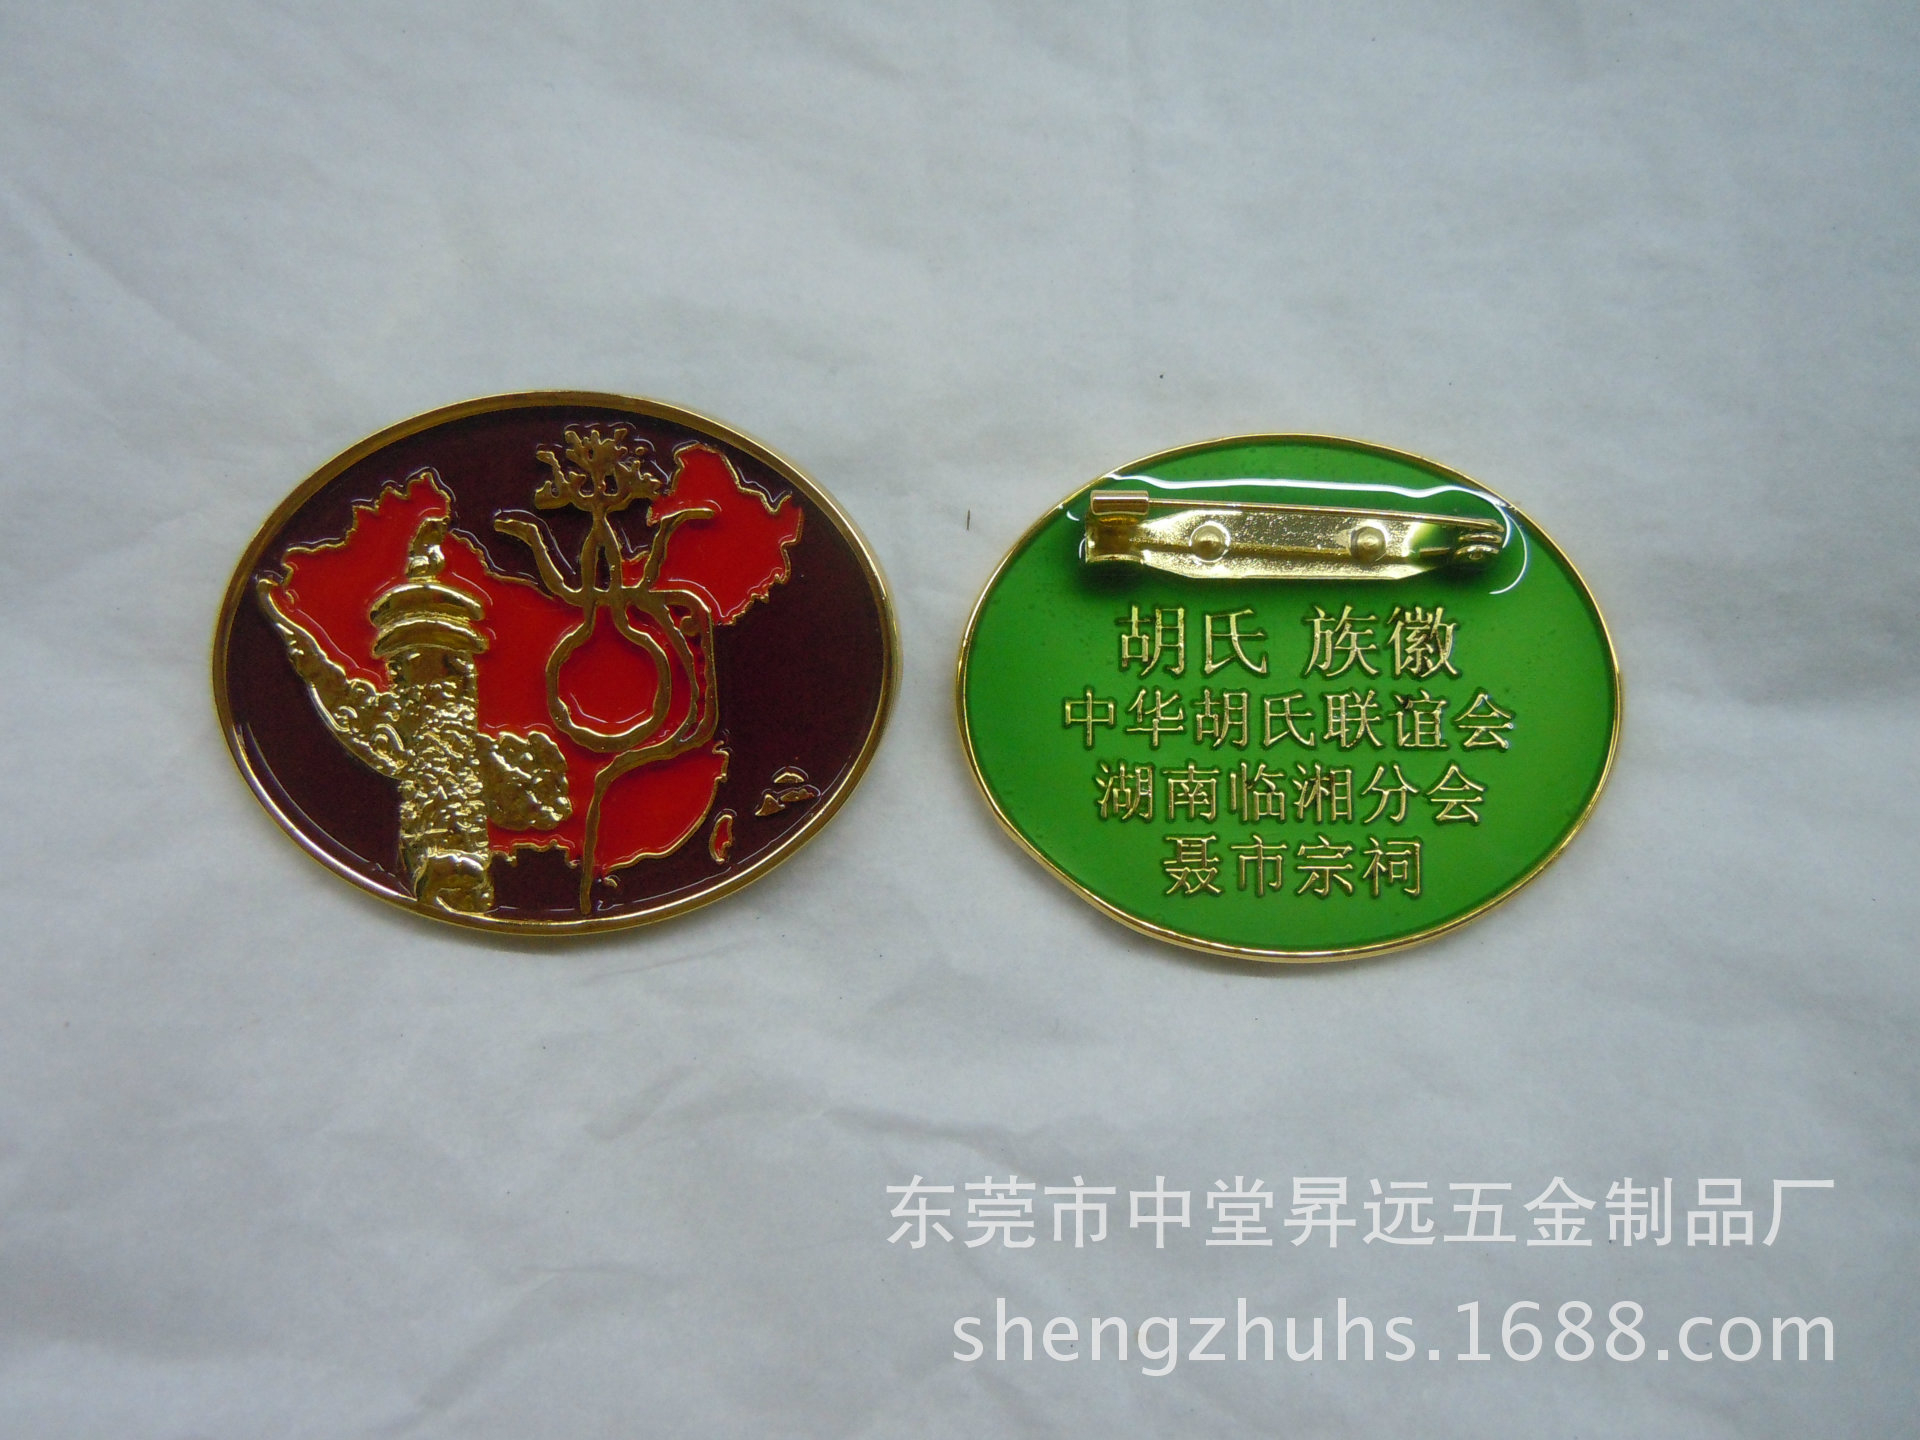 胡氏 族徽
中华胡氏联谊会
湖南临湘分会
聂市宗祠
东莞市中堂昇远五金制品厂
shengzhuhs.1688.com